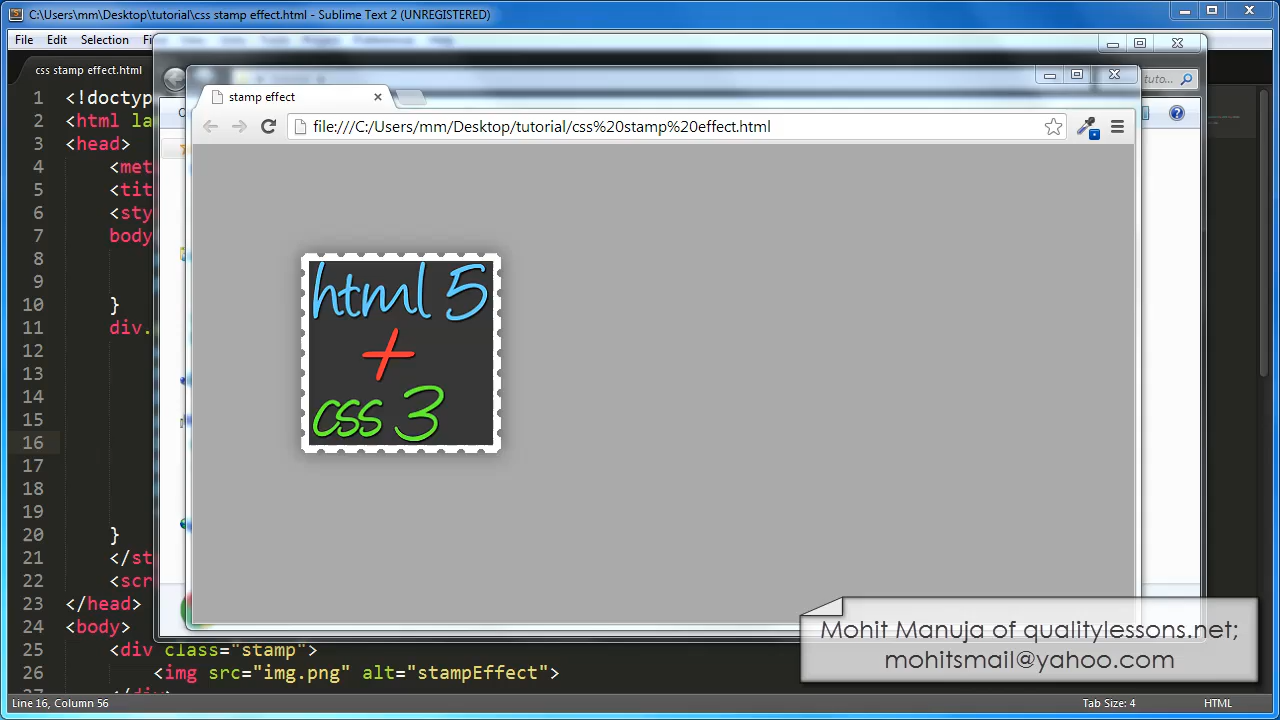 C:\Users\mm\Desktop\tutorial\css stamp effect.html - Sublime Text 2 (UNREGISTERED)
File Edit Selection
css stamp effect.html
tuto...
stamp effect
file:///C:/Users/mm/Desktop/tutorial/css%20stamp%20effect.html
1 <!doctyp
2 <html la
3 <head>
4 <met
5 <tit
6 <sty
7 body
8
9
10 }
11 div.
12
13
14
15
16
17
18
19
20 }
21 </st
22 <scr
23 </head>
24 <body>
25 <div class="stamp">
26 <img src="img.png" alt="stampEffect">
html 5
+
css 3
Mohit Manuja of qualitylessons.net;
mohitsmail@yahoo.com
Line 16, Column 56
Tab Size: 4
HTML